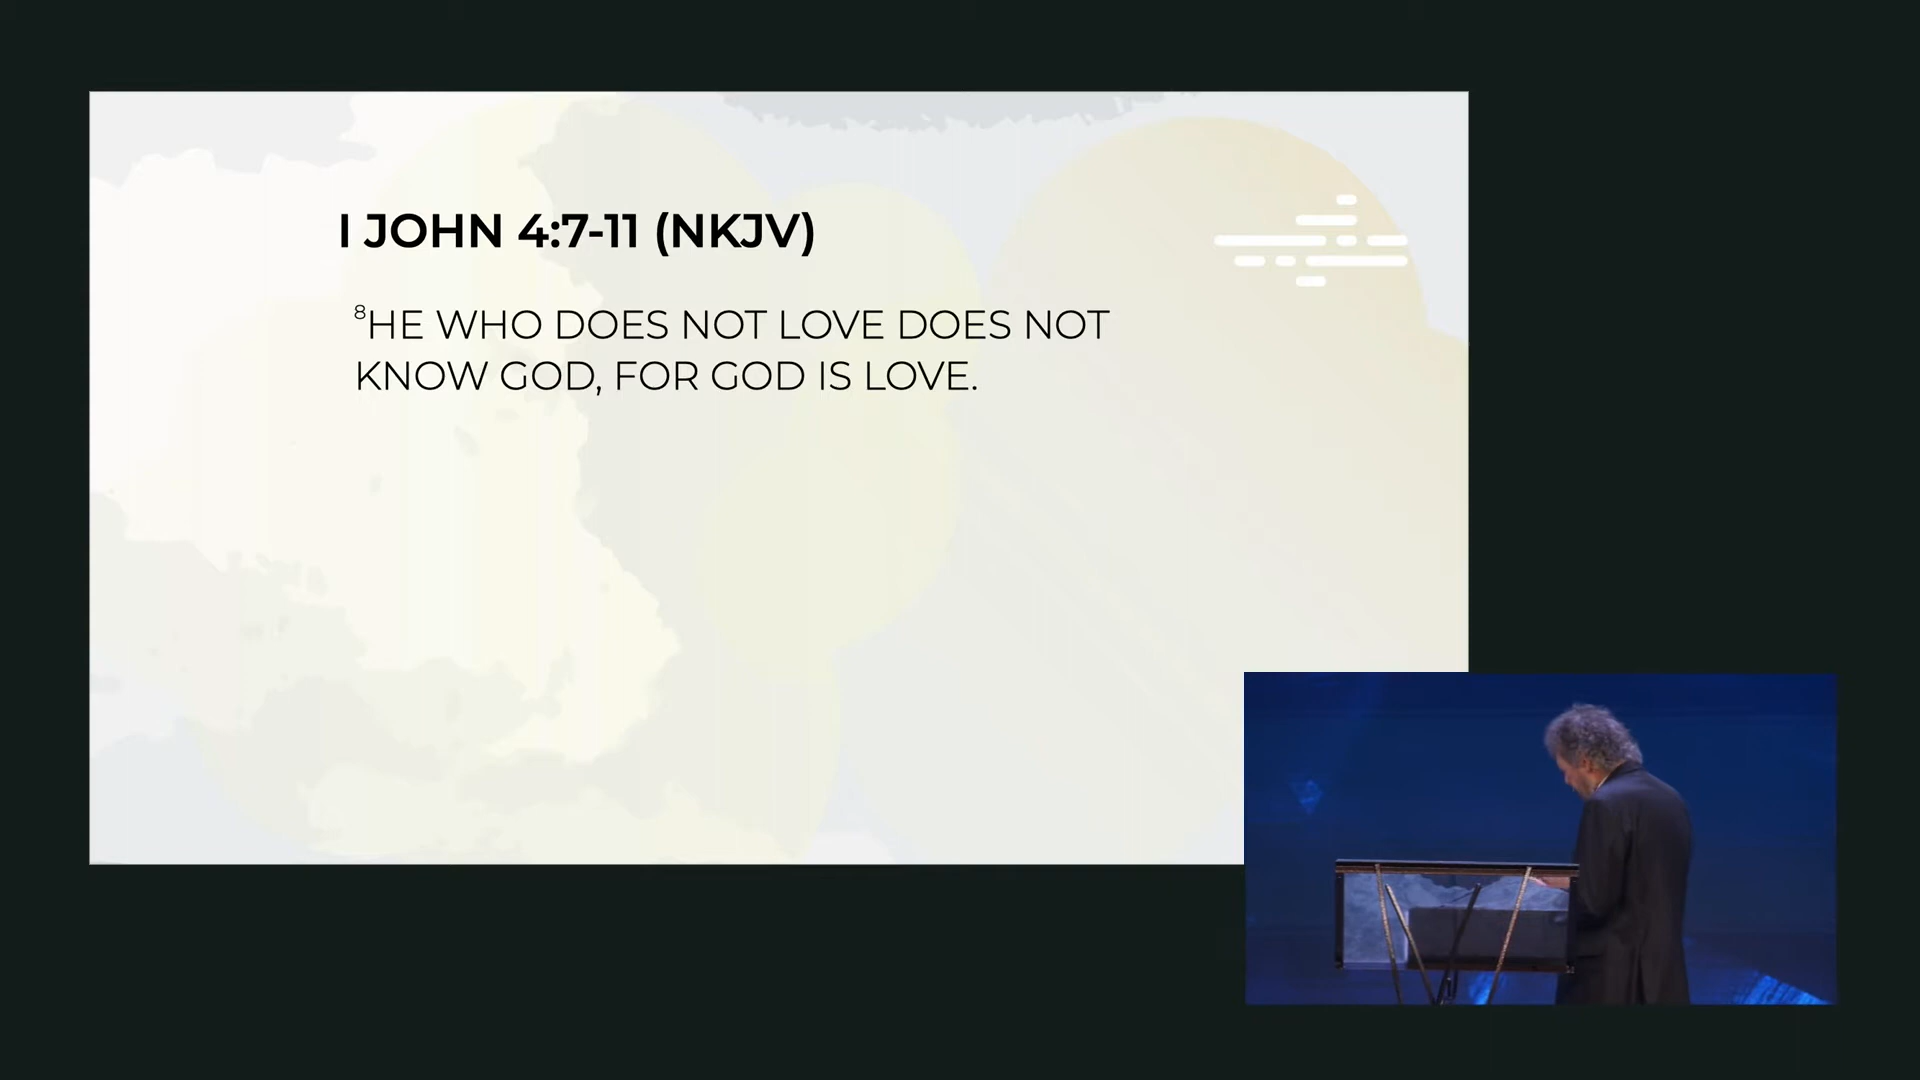 I JOHN 4:7-11 (NKJV)
⁸HE WHO DOES NOT LOVE DOES NOT
KNOW GOD, FOR GOD IS LOVE.